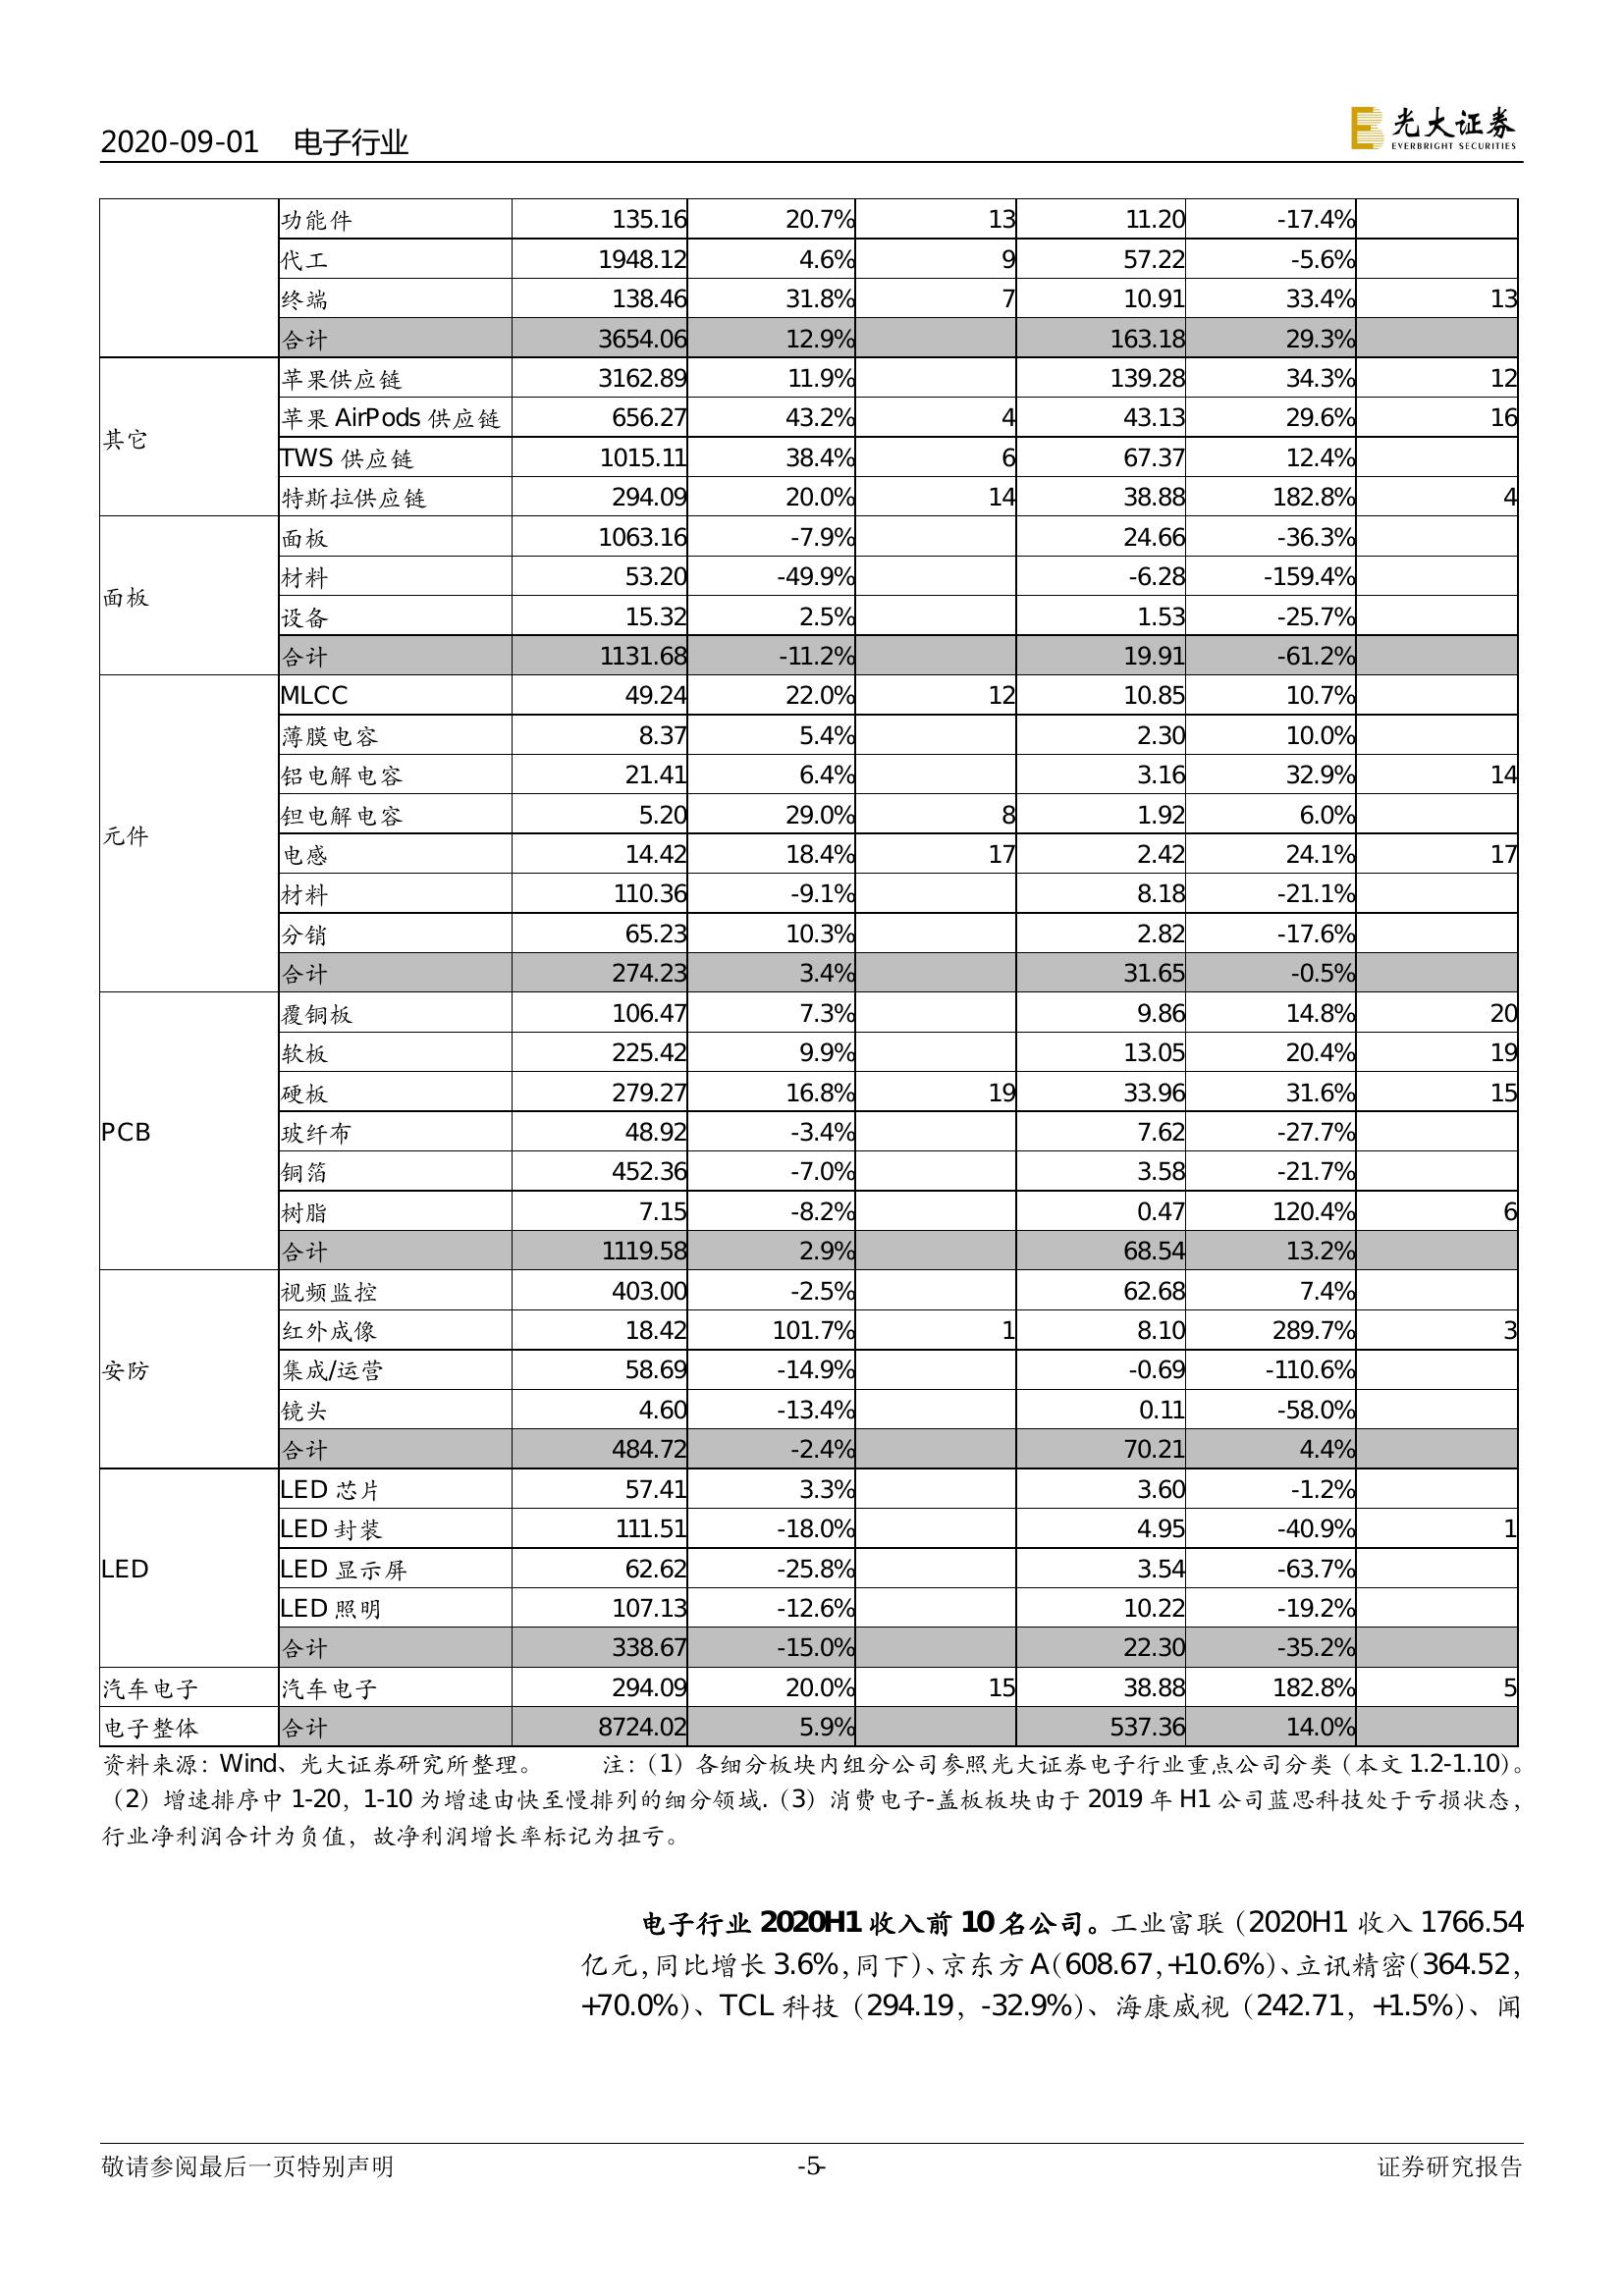 2020-09-01 电子行业
光大证券
EVERBRIGHT SECURITIES
功能件 135.16 20.7% 13 11.20 -17.4%
代工 1948.12 4.6% 9 57.22 -5.6%
终端 138.46 31.8% 7 10.91 33.4% 13
合计 3654.06 12.9% 163.18 29.3%
其它
苹果供应链 3162.89 11.9% 139.28 34.3% 12
苹果 AirPods 供应链 656.27 43.2% 4 43.13 29.6% 16
TWS 供应链 1015.11 38.4% 6 67.37 12.4%
特斯拉供应链 294.09 20.0% 14 38.88 182.8% 4
面板
面板 1063.16 -7.9% 24.66 -36.3%
材料 53.20 -49.9% -6.28 -159.4%
设备 15.32 2.5% 1.53 -25.7%
合计 1131.68 -11.2% 19.91 -61.2%
元件
MLCC 49.24 22.0% 12 10.85 10.7%
薄膜电容 8.37 5.4% 2.30 10.0%
铝电解电容 21.41 6.4% 3.16 32.9% 14
钽电解电容 5.20 29.0% 8 1.92 6.0%
电感 14.42 18.4% 17 2.42 24.1% 17
材料 110.36 -9.1% 8.18 -21.1%
分销 65.23 10.3% 2.82 -17.6%
合计 274.23 3.4% 31.65 -0.5%
PCB
覆铜板 106.47 7.3% 9.86 14.8% 20
软板 225.42 9.9% 13.05 20.4% 19
硬板 279.27 16.8% 19 33.96 31.6% 15
玻纤布 48.92 -3.4% 7.62 -27.7%
铜箔 452.36 -7.0% 3.58 -21.7%
树脂 7.15 -8.2% 0.47 120.4% 6
合计 1119.58 2.9% 68.54 13.2%
安防
视频监控 403.00 -2.5% 62.68 7.4%
红外成像 18.42 101.7% 1 8.10 289.7% 3
集成/运营 58.69 -14.9% -0.69 -110.6%
镜头 4.60 -13.4% 0.11 -58.0%
合计 484.72 -2.4% 70.21 4.4%
LED
LED 芯片 57.41 3.3% 3.60 -1.2%
LED 封装 111.51 -18.0% 4.95 -40.9% 1
LED 显示屏 62.62 -25.8% 3.54 -63.7%
LED 照明 107.13 -12.6% 10.22 -19.2%
合计 338.67 -15.0% 22.30 -35.2%
汽车电子 汽车电子 294.09 20.0% 15 38.88 182.8% 5
电子整体 合计 8724.02 5.9% 537.36 14.0%
资料来源：Wind、光大证券研究所整理。 注：（1）各细分板块内组分公司参照光大证券电子行业重点公司分类（本文 1.2-1.10）。
（2）增速排序中 1-20，1-10 为增速由快至慢排列的细分领域.（3）消费电子-盖板板块由于 2019 年 H1 公司蓝思科技处于亏损状态，
行业净利润合计为负值，故净利润增长率标记为扭亏。
电子行业 2020H1 收入前 10 名公司。工业富联（2020H1 收入 1766.54
亿元，同比增长 3.6%，同下）、京东方 A（608.67，+10.6%）、立讯精密（364.52，
+70.0%）、TCL 科技（294.19，-32.9%）、海康威视（242.71，+1.5%）、闻
敬请参阅最后一页特别声明 -5- 证券研究报告